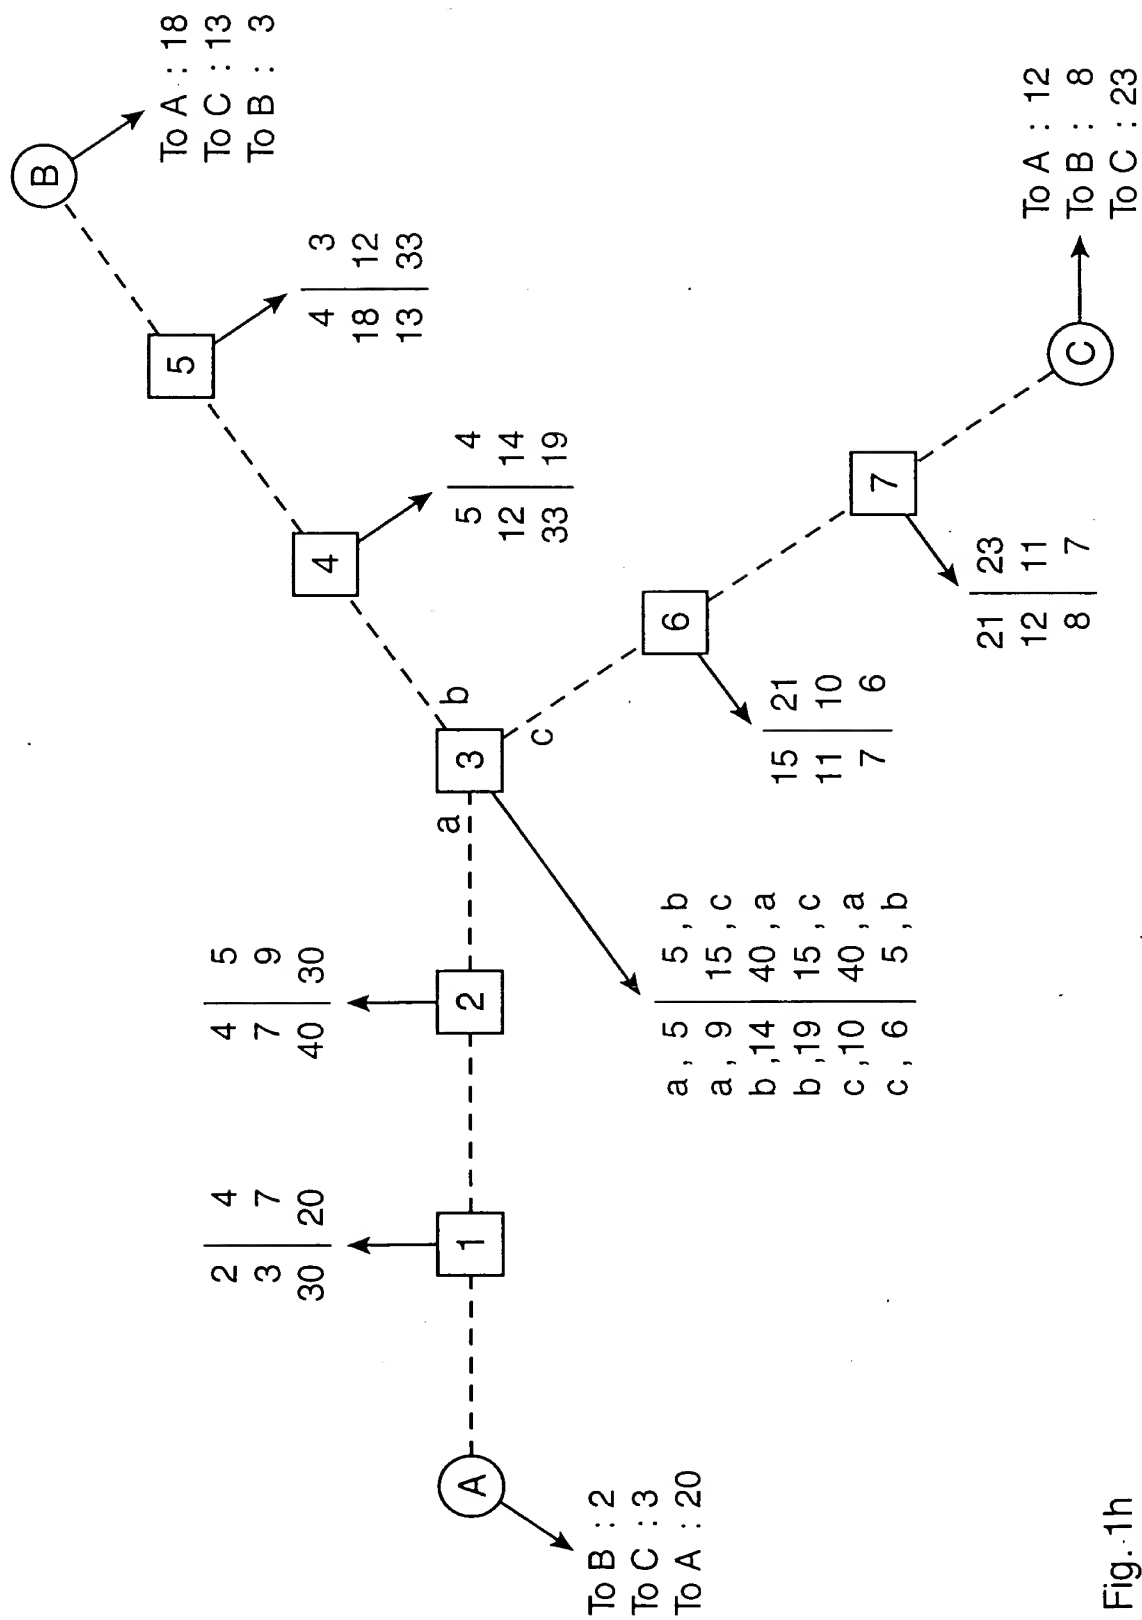 B
To A : 18
To C : 13
To B : 3
5
4 3
18 12
13 33
4
5 4
12 14
33 19
2 4
3 7
30 20
4 5
7 9
40 30
A
1
2
a
3
b
c
To B : 2
To C : 3
To A : 20
a, 5 5, b
a, 9 15, c
b, 14 40, a
b, 19 15, c
c, 10 40, a
c, 6 5, b
6
15 21
11 10
7 6
7
21 23
12 11
8 7
C
To A : 12
To B : 8
To C : 23
Fig. 1h